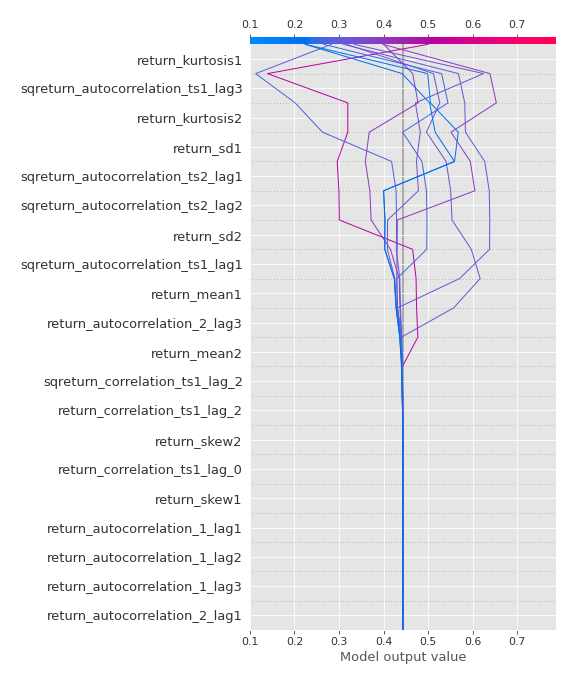 0.1 0.2 0.3 0.4 0.5 0.6 0.7
return_kurtosis1
sqreturn_autocorrelation_ts1_lag3
return_kurtosis2
return_sd1
sqreturn_autocorrelation_ts2_lag1
sqreturn_autocorrelation_ts2_lag2
return_sd2
sqreturn_autocorrelation_ts1_lag1
return_mean1
return_autocorrelation_2_lag3
return_mean2
sqreturn_correlation_ts1_lag_2
return_correlation_ts1_lag_2
return_skew2
return_correlation_ts1_lag_0
return_skew1
return_autocorrelation_1_lag1
return_autocorrelation_1_lag2
return_autocorrelation_1_lag3
return_autocorrelation_2_lag1
0.1 0.2 0.3 0.4 0.5 0.6 0.7
Model output value